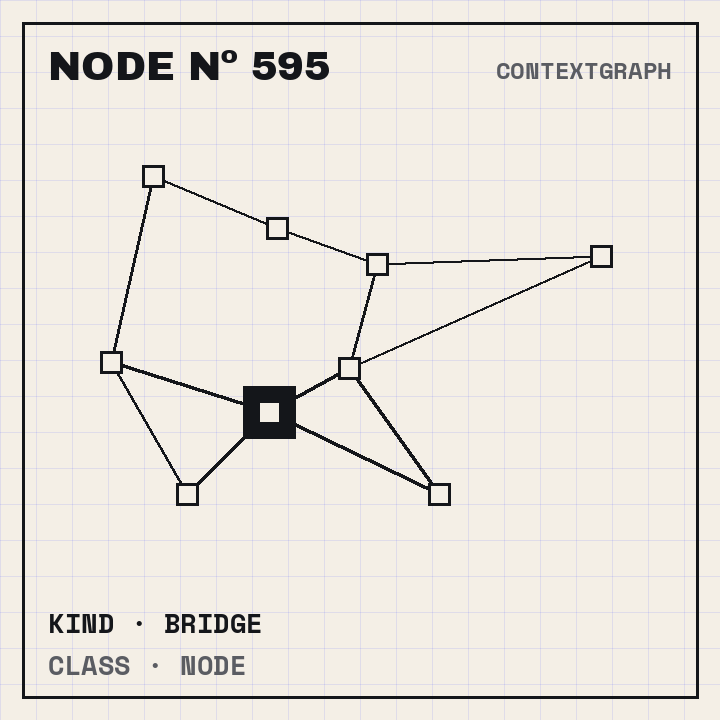 NODE Nº 595
CONTEXTGRAPH
KIND · BRIDGE
CLASS · NODE